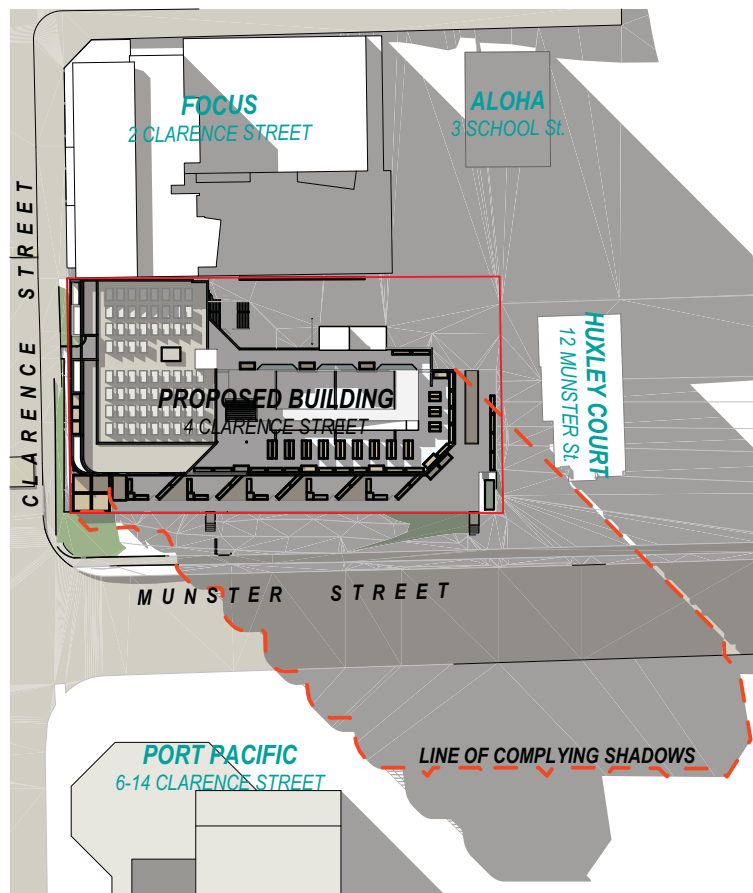 FOCUS
2 CLARENCE STREET
ALOHA
3 SCHOOL St.
CLARENCE STREET
HUXLEY COURT
12 MUNSTER St.
PROPOSED BUILDING
4 CLARENCE STREET
MUNSTER STREET
LINE OF COMPLYING SHADOWS
PORT PACIFIC
6-14 CLARENCE STREET